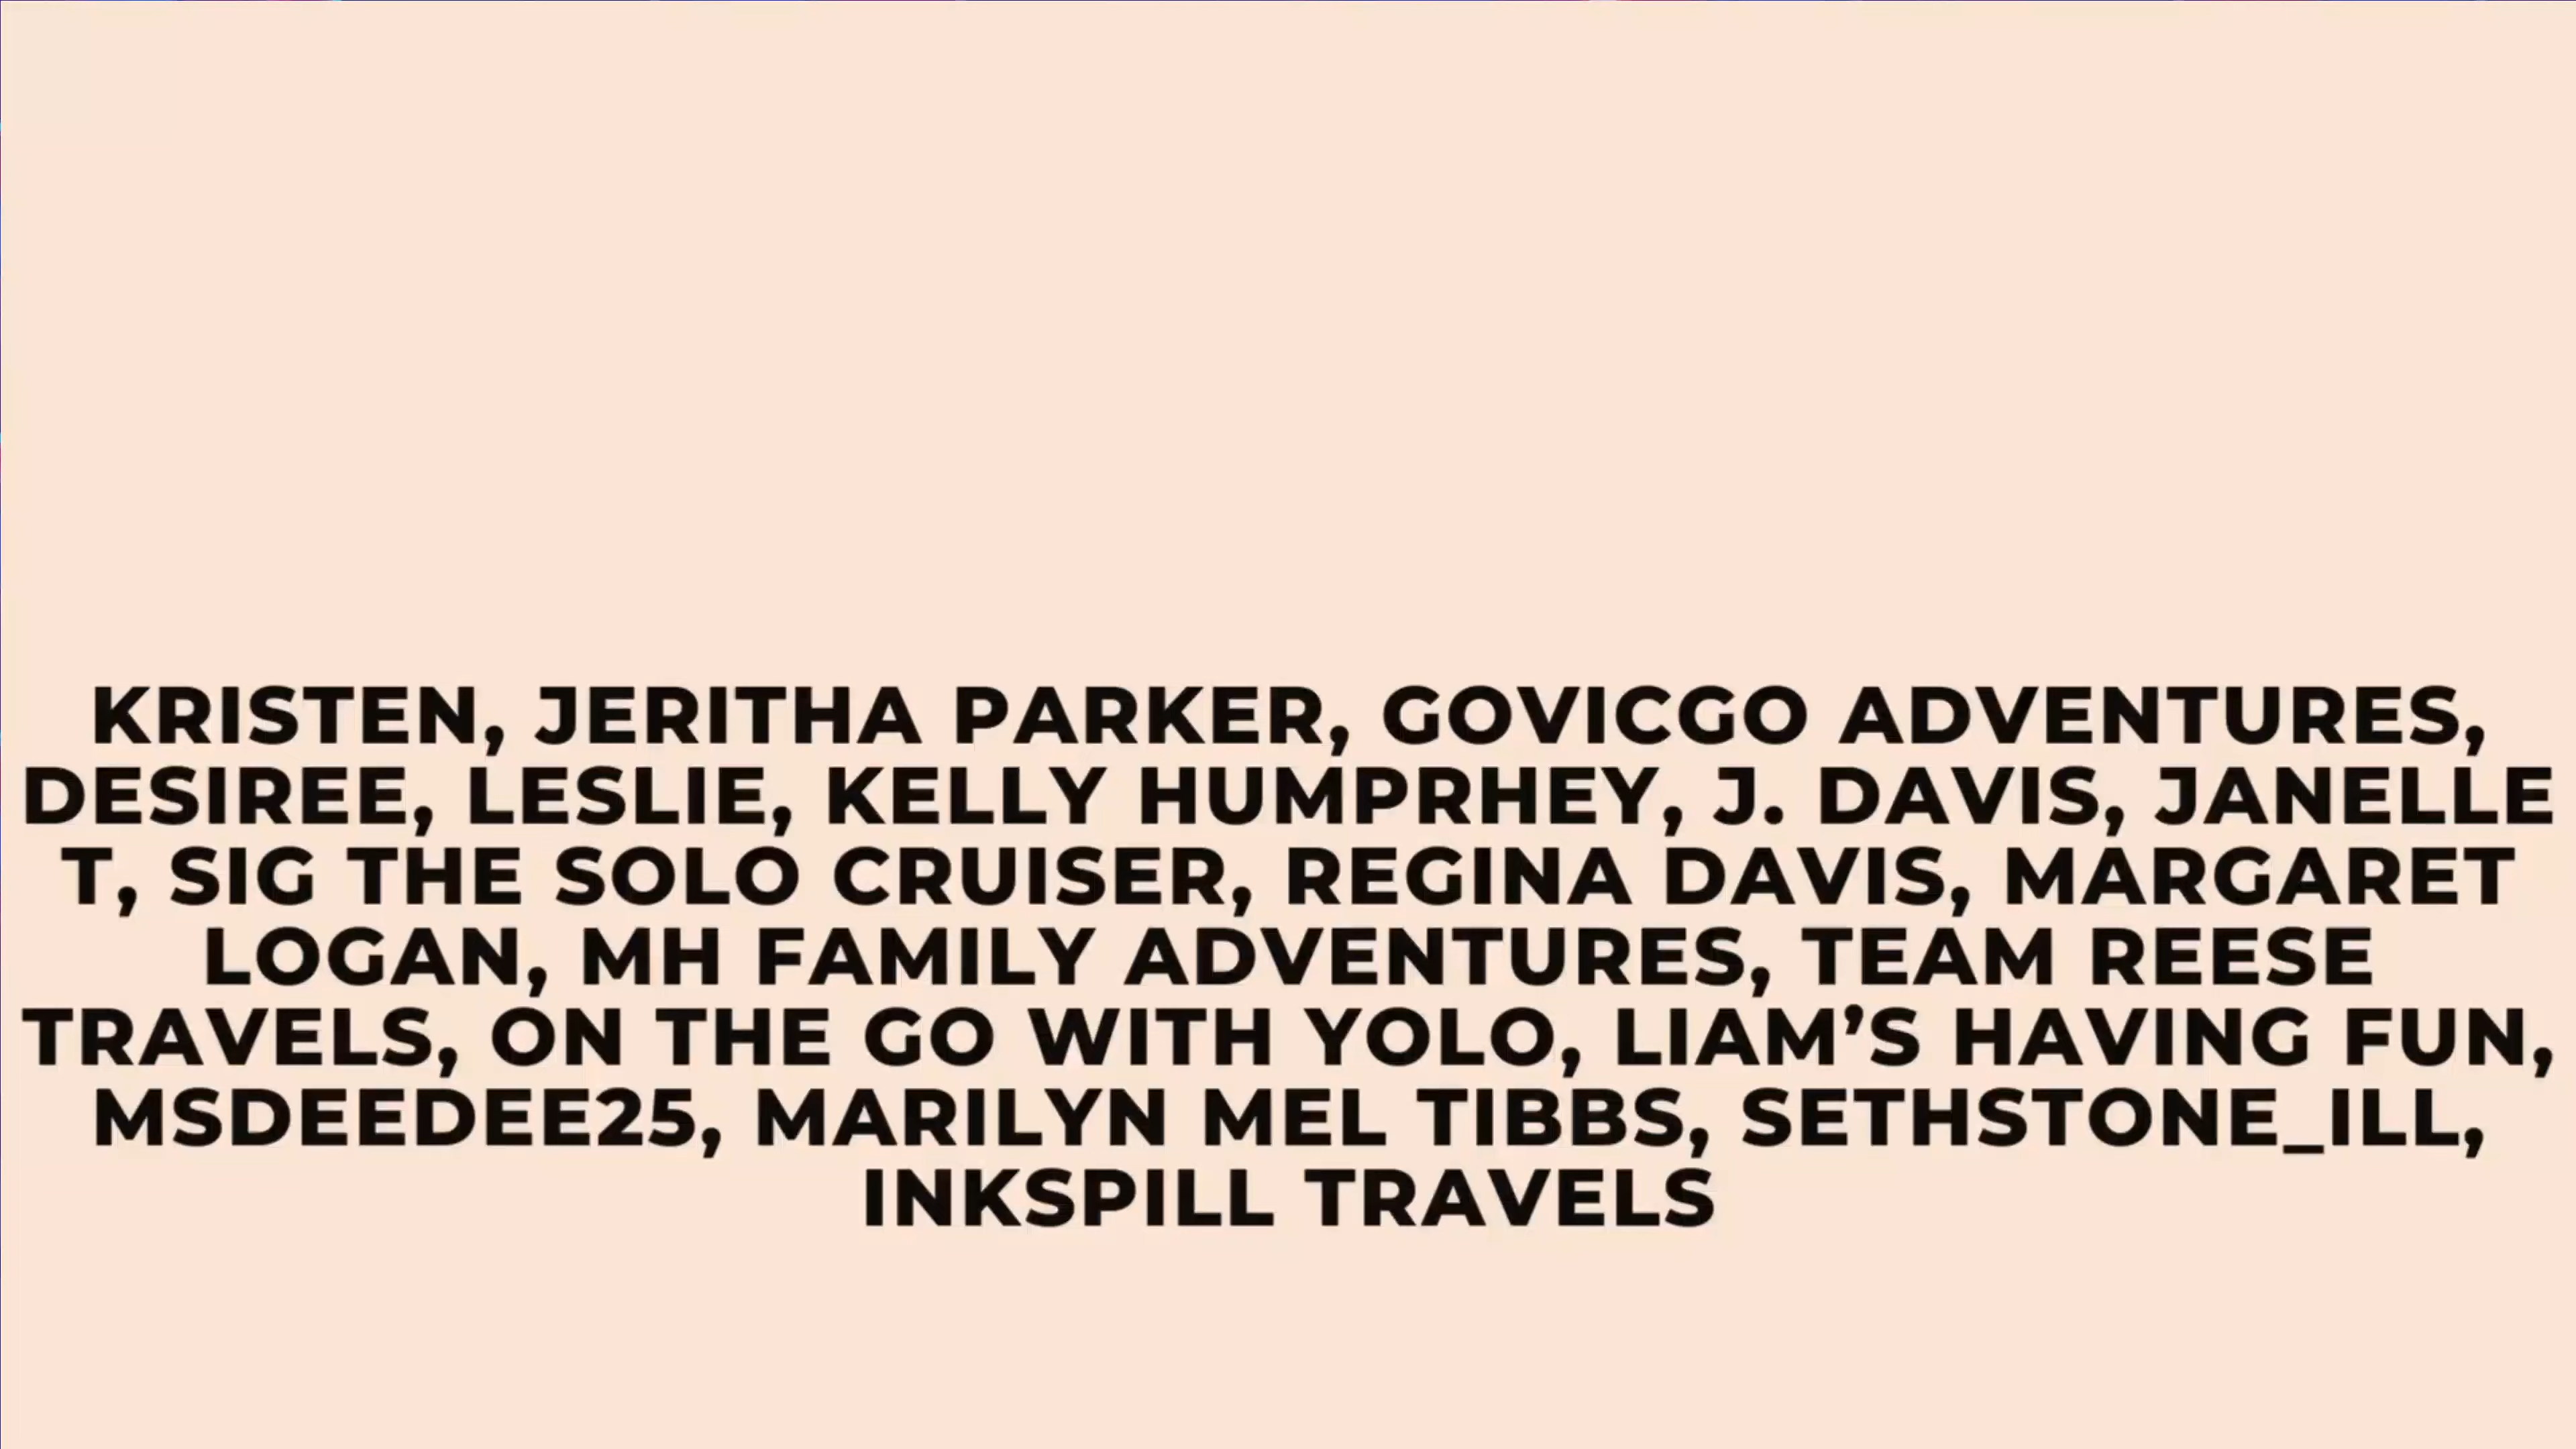 KRISTEN, JERITHA PARKER, GOVICGO ADVENTURES,
DESIREE, LESLIE, KELLY HUMPRHEY, J. DAVIS, JANELLE
T, SIG THE SOLO CRUISER, REGINA DAVIS, MARGARET
LOGAN, MH FAMILY ADVENTURES, TEAM REESE
TRAVELS, ON THE GO WITH YOLO, LIAM’S HAVING FUN,
MSDEEDEE25, MARILYN MEL TIBBS, SETHSTONE_ILL,
INKSPILL TRAVELS